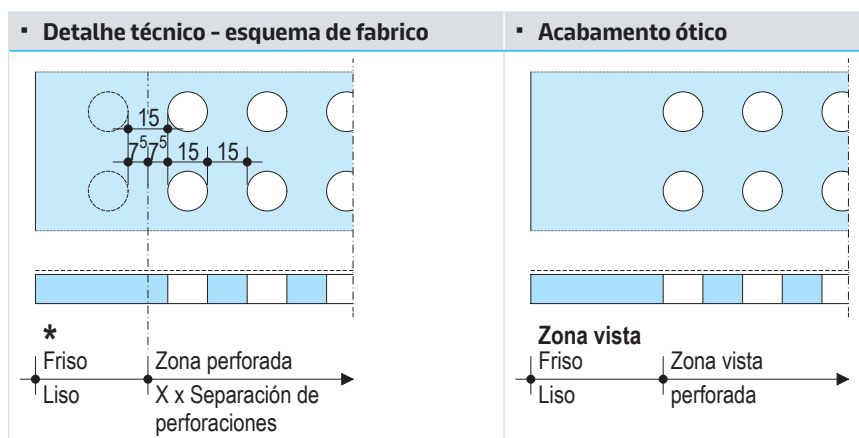 ▪ Detalhe técnico - esquema de fabrico
15
7⁵ 7⁵ 15 15
*
Friso Zona perforada
Liso X x Separación de
perforaciones
▪ Acabamento ótico
Zona vista
Friso Zona vista
Liso perforada